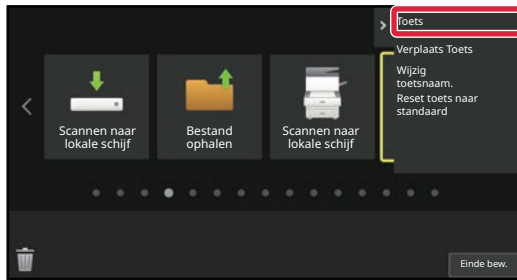 Toets
Verplaats Toets
Wijzig
toetsnaam.
Reset toets naar
standaard
Scannen naar
lokale schijf
Bestand
ophalen
Scannen naar
lokale schijf
Einde bew.